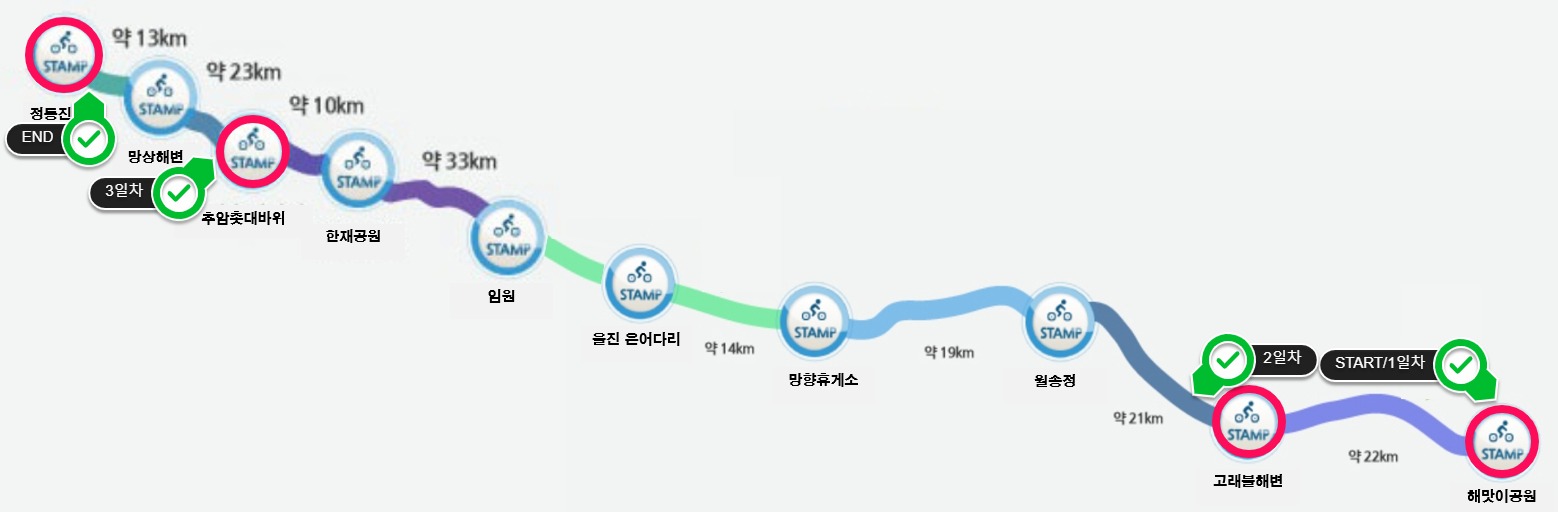 약 13km
STAMP
약 23km
STAMP
정동진
END
약 10km
망상해변
STAMP
3일차
추암촛대바위
STAMP
약 33km
한재공원
STAMP
임원
STAMP
울진 은어다리
약 14km
STAMP
망향휴게소
약 19km
STAMP
월송정
약 21km
2일차
STAMP
고래불해변
약 22km
START/1일차
STAMP
해맞이공원